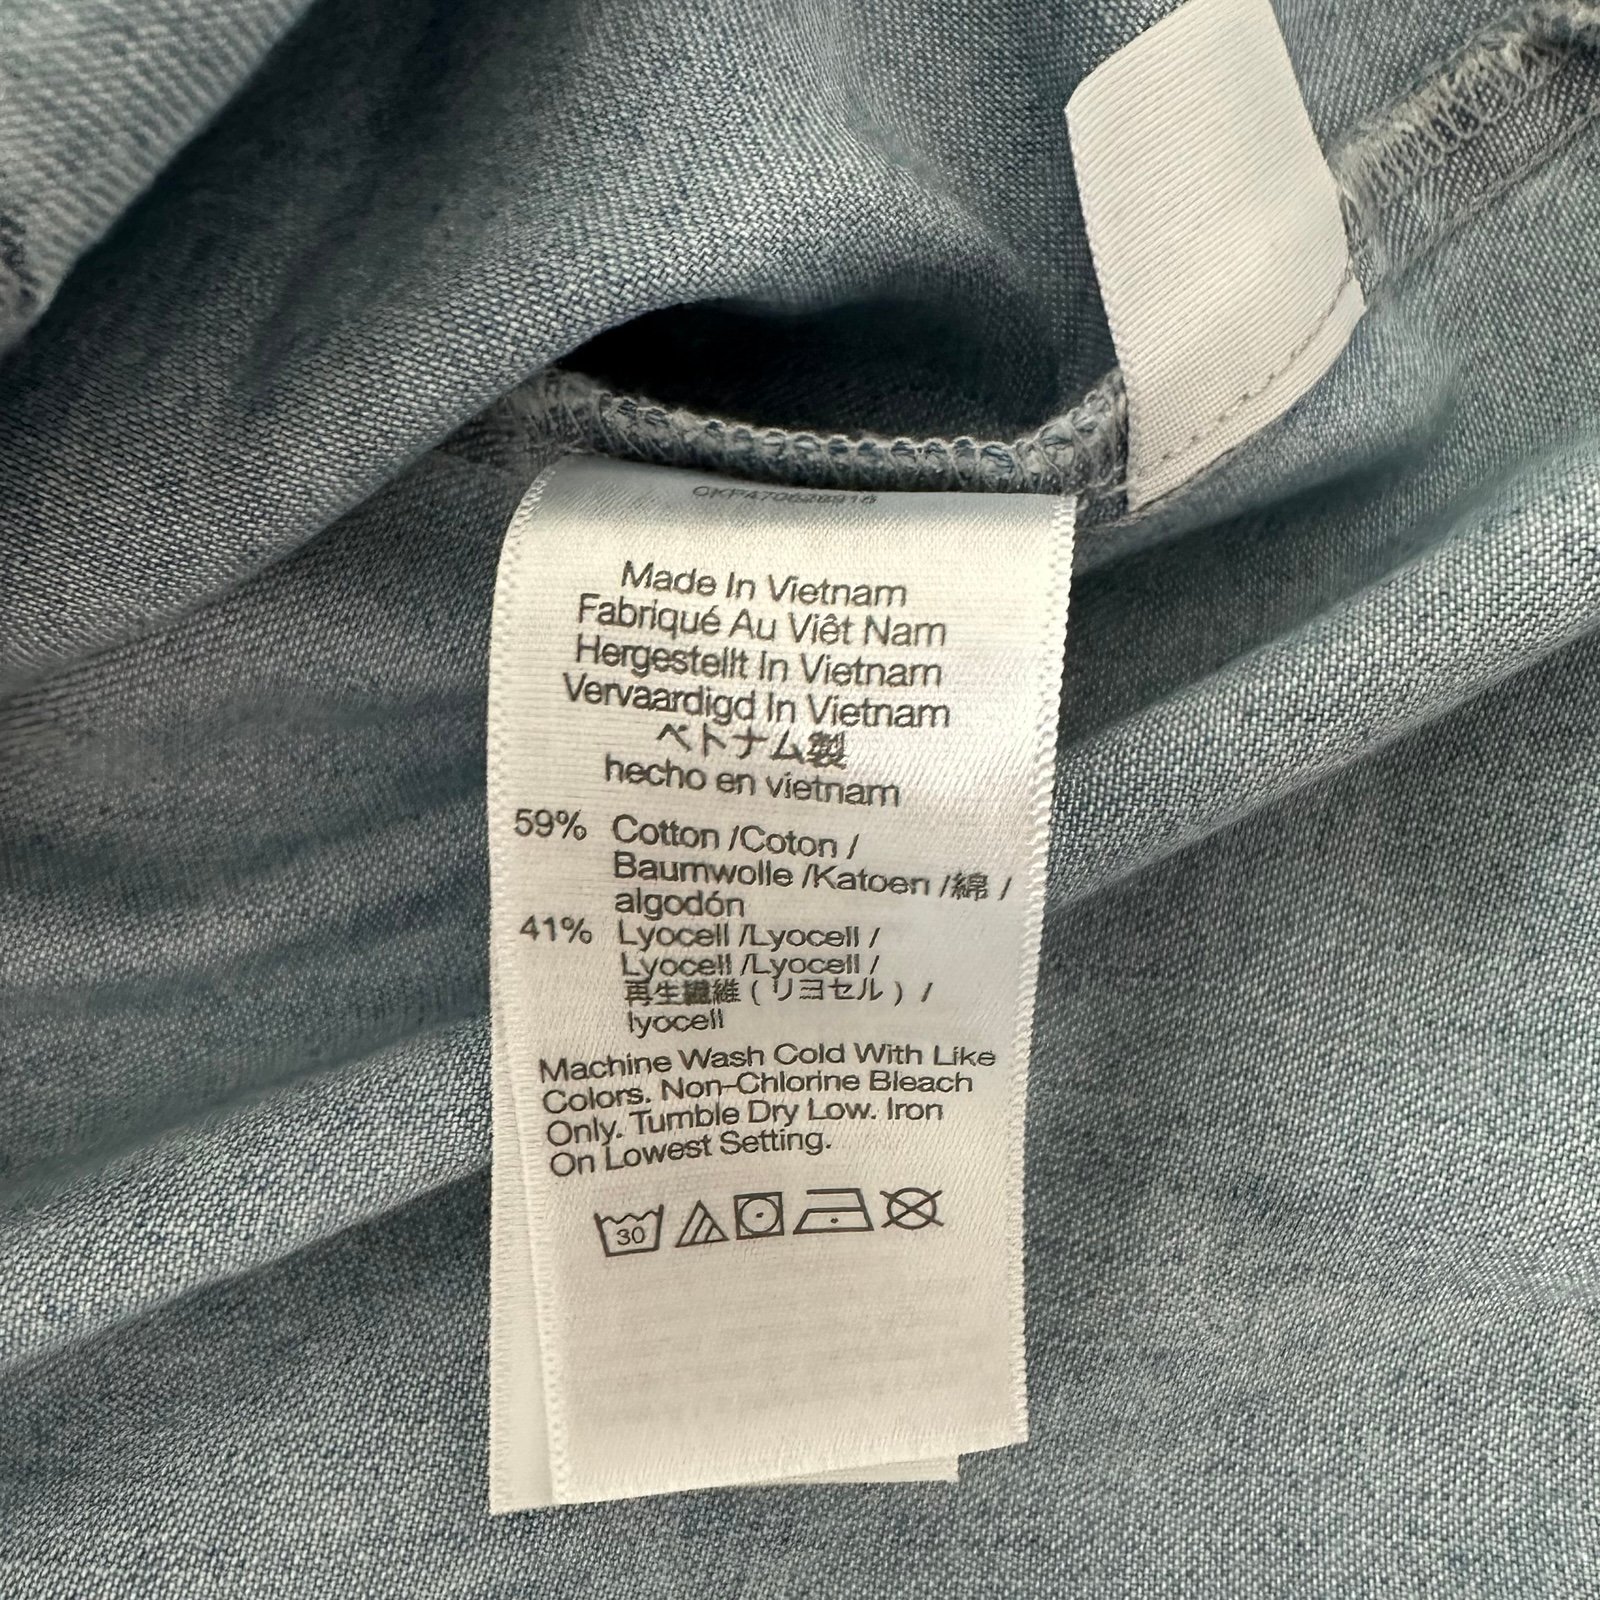 Made In Vietnam
Fabriqué Au Viêt Nam
Hergestellt In Vietnam
Vervaardigd In Vietnam
ベトナム製
hecho en vietnam
59% Cotton /Coton /
Baumwolle /Katoen /綿 /
algodón
41% Lyocell /Lyocell /
Lyocell /Lyocell /
再生繊維 ( リヨセル ) /
lyocell
Machine Wash Cold With Like
Colors. Non-Chlorine Bleach
Only. Tumble Dry Low. Iron
On Lowest Setting.
30